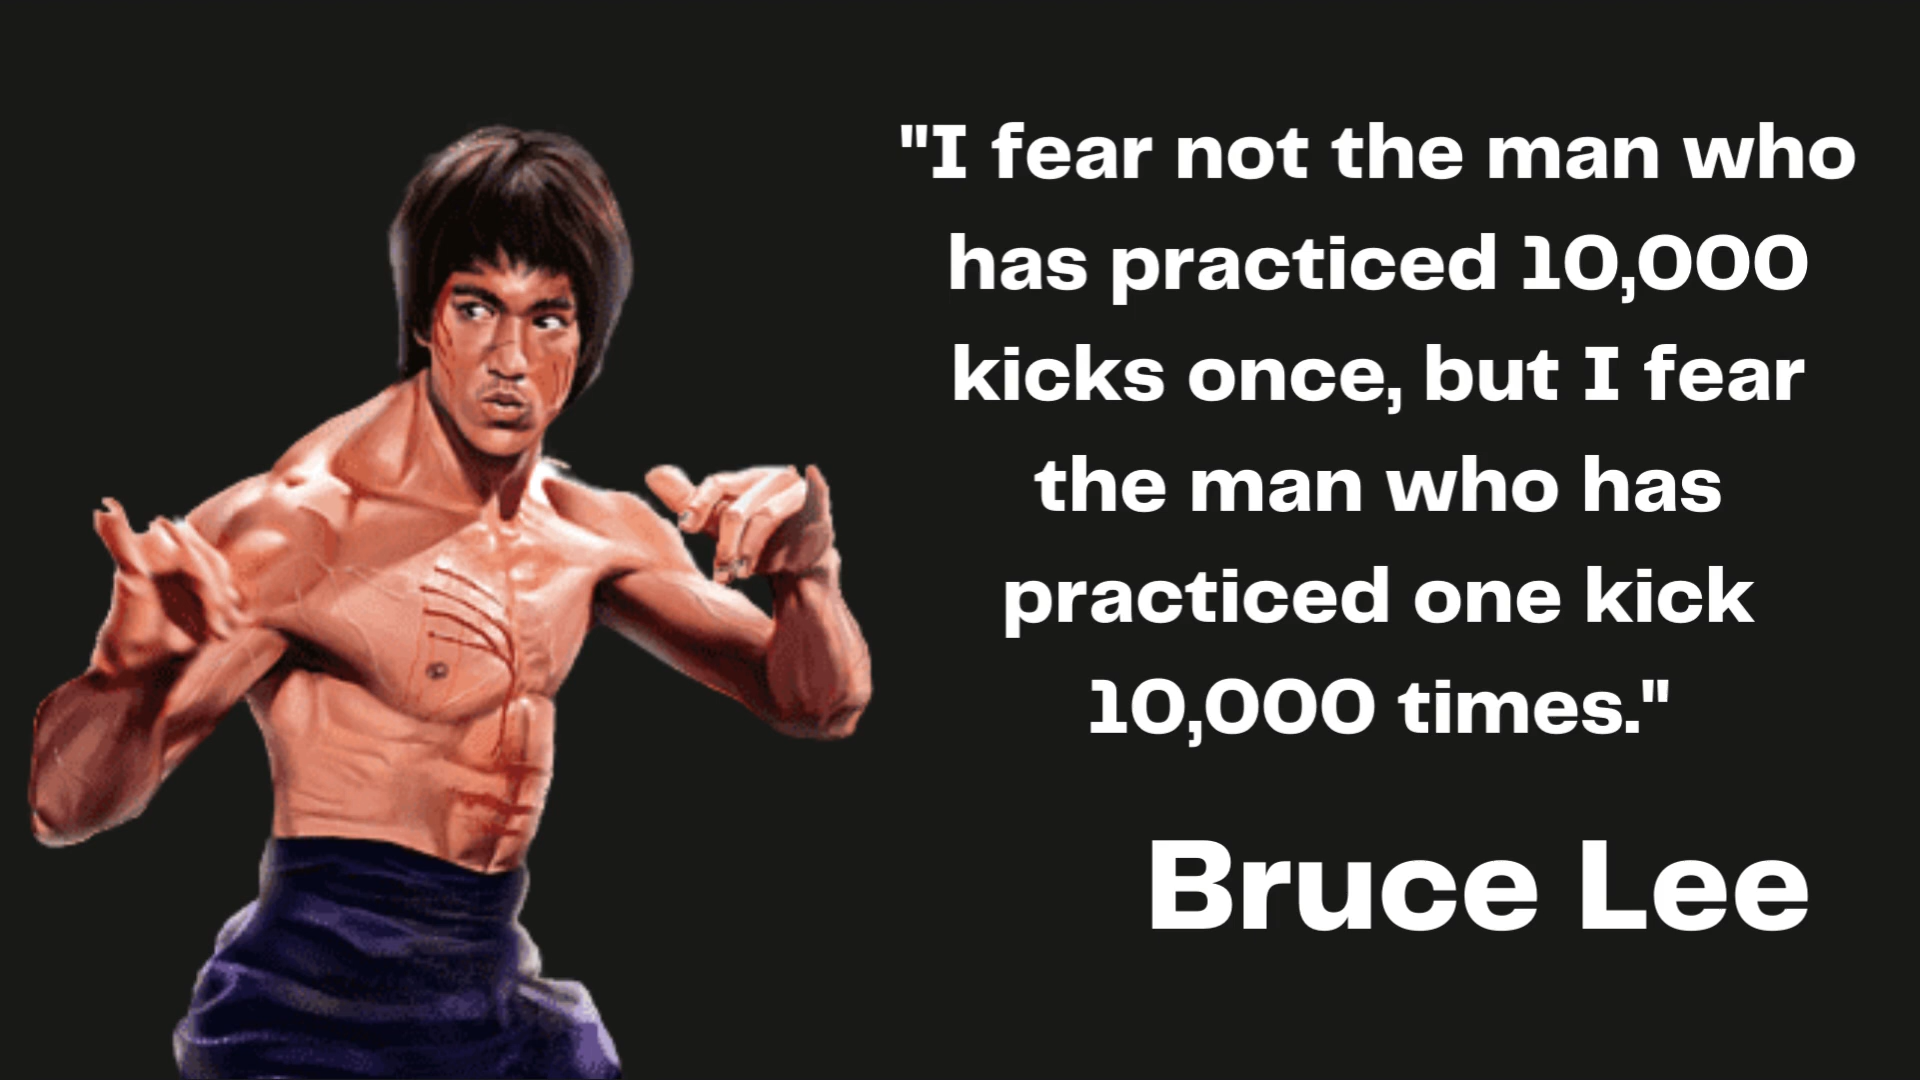 "I fear not the man who
has practiced 10,000
kicks once, but I fear
the man who has
practiced one kick
10,000 times."
Bruce Lee